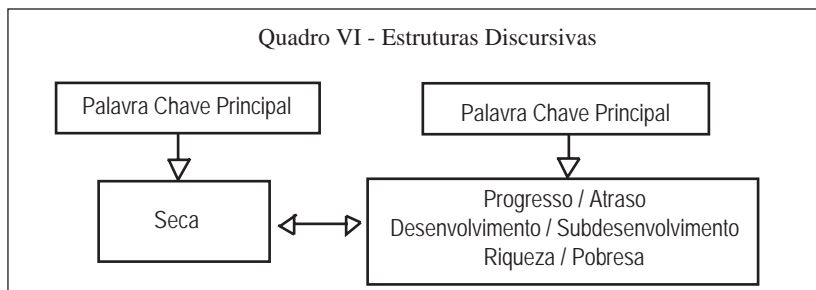 Quadro VI - Estruturas Discursivas
Palavra Chave Principal
Palavra Chave Principal
Seca
Progresso / Atraso
Desenvolvimento / Subdesenvolvimento
Riqueza / Pobresa